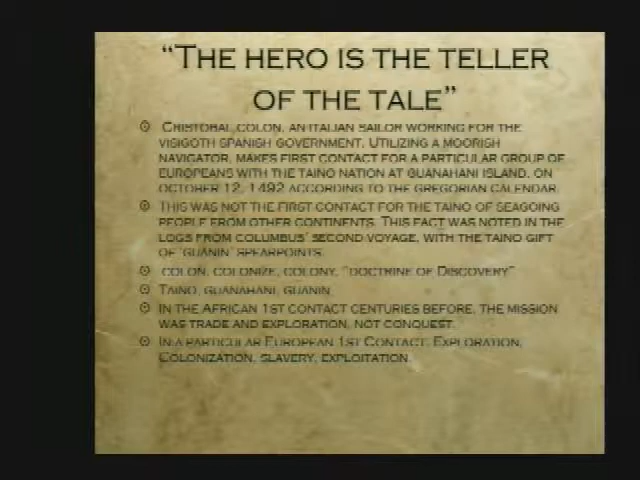 “THE HERO IS THE TELLER
OF THE TALE”
CRISTOBAL COLON, AN ITALIAN SAILOR WORKING FOR THE
VISIGOTH SPANISH GOVERNMENT, UTILIZING A MOORISH
NAVIGATOR, MAKES FIRST CONTACT FOR A PARTICULAR GROUP OF
EUROPEANS WITH THE TAINO NATION AT GUANAHANI ISLAND, ON
OCTOBER 12, 1492 ACCORDING TO THE GREGORIAN CALENDAR.
THIS WAS NOT THE FIRST CONTACT FOR THE TAINO OF SEAGOING
PEOPLE FROM OTHER CONTINENTS. THIS FACT WAS NOTED IN THE
LOGS FROM COLUMBUS’ SECOND VOYAGE, WITH THE TAINO GIFT
OF ‘GUANIN’ SPEARPOINTS.
COLON, COLONIZE, COLONY, “DOCTRINE OF DISCOVERY”
TAINO, GUANAHANI, GUANIN
IN THE AFRICAN 1ST CONTACT CENTURIES BEFORE, THE MISSION
WAS TRADE AND EXPLORATION, NOT CONQUEST.
IN A PARTICULAR EUROPEAN 1ST CONTACT, EXPLORATION,
COLONIZATION, SLAVERY, EXPLOITATION.